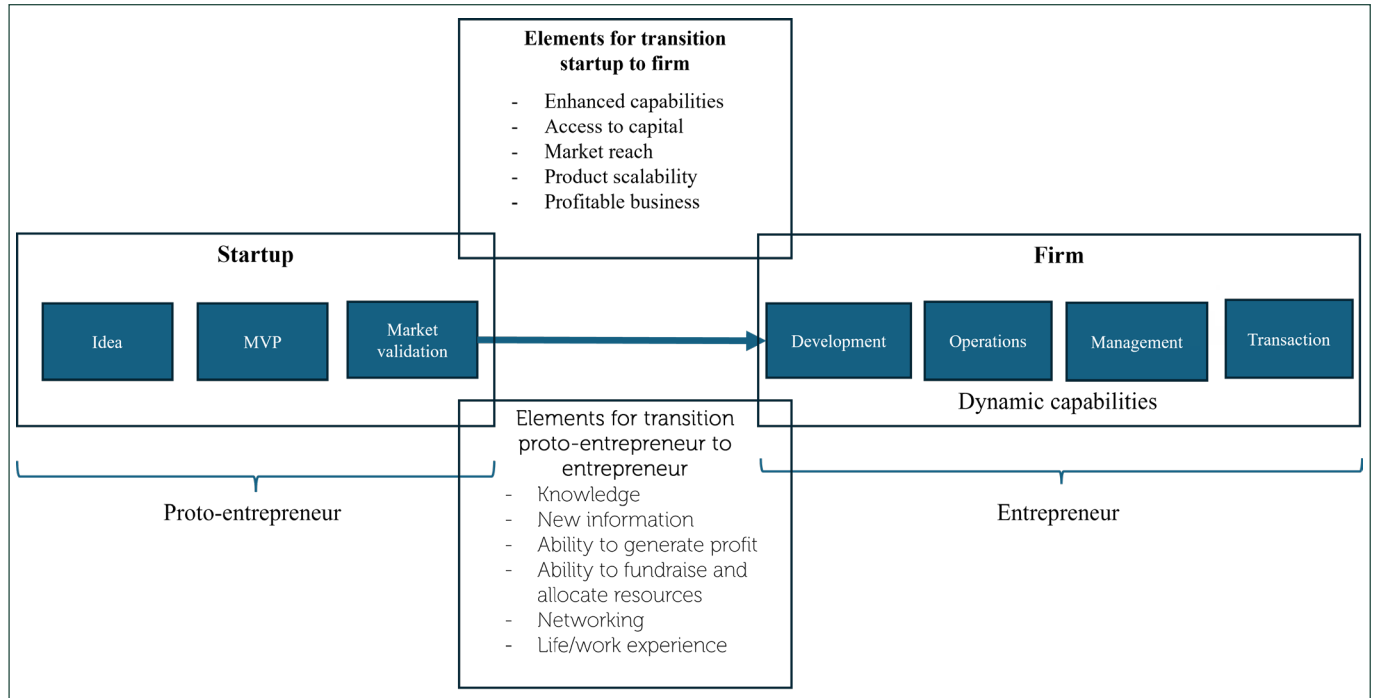 Elements for transition
startup to firm
- Enhanced capabilities
- Access to capital
- Market reach
- Product scalability
- Profitable business
Startup
Idea
MVP
Market
validation
Firm
Development
Operations
Management
Transaction
Dynamic capabilities
Elements for transition
proto-entrepreneur to
entrepreneur
- Knowledge
- New information
- Ability to generate profit
- Ability to fundraise and
allocate resources
- Networking
- Life/work experience
Proto-entrepreneur
Entrepreneur